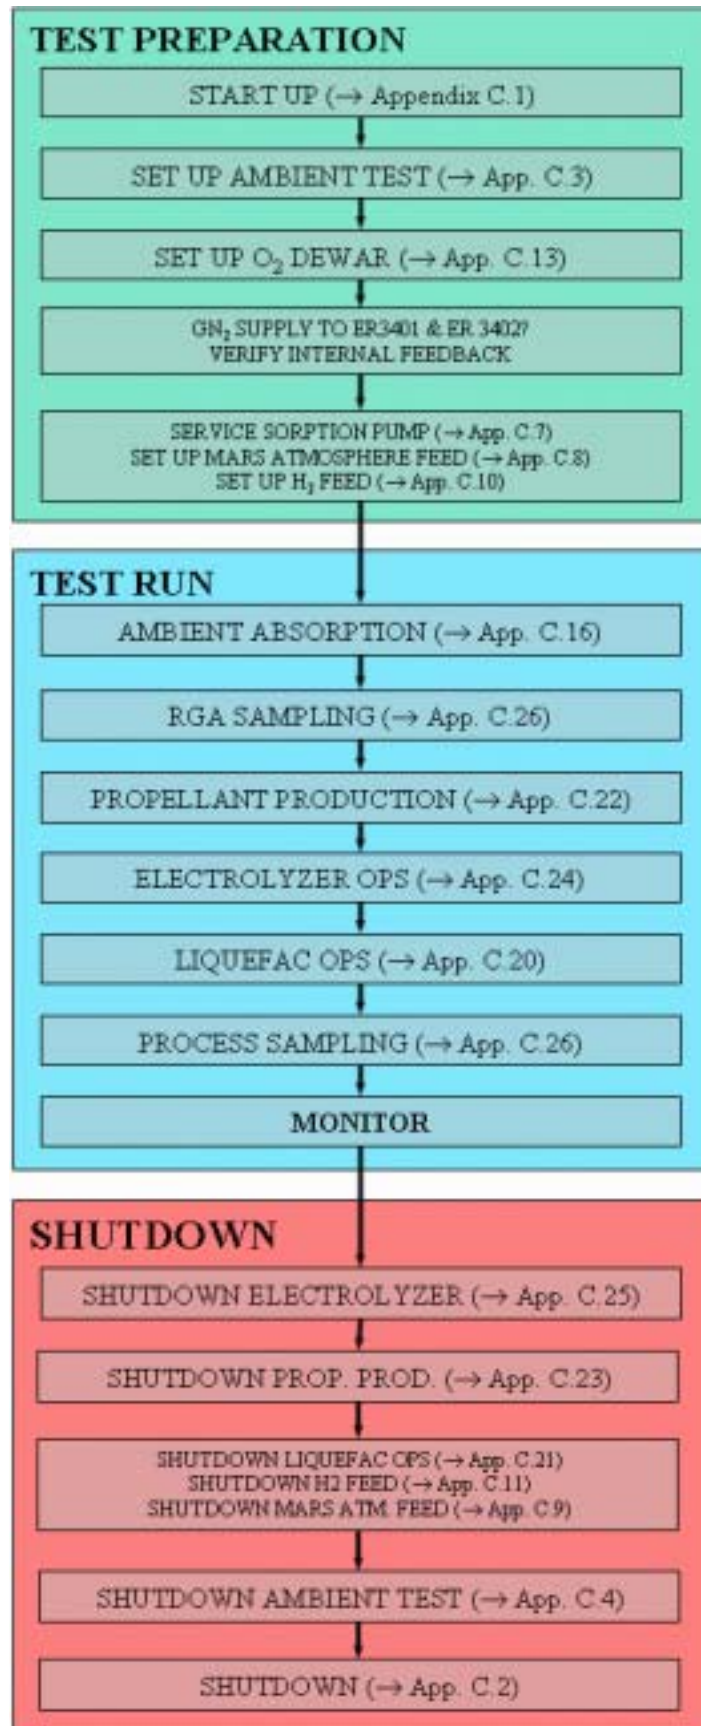 TEST PREPARATION
START UP (→ Appendix C.1)
SET UP AMBIENT TEST (→ App. C.3)
SET UP O₂ DEWAR (→ App. C.13)
GN₂ SUPPLY TO ER3401 & ER 3402?
VERIFY INTERNAL FEEDBACK
SERVICE SORPTION PUMP (→ App. C.7)
SET UP MARS ATMOSPHERE FEED (→ App. C.8)
SET UP H₂ FEED (→ App. C.10)
TEST RUN
AMBIENT ABSORPTION (→ App. C.16)
RGA SAMPLING (→ App. C.26)
PROPELLANT PRODUCTION (→ App. C.22)
ELECTROLYZER OPS (→ App. C.24)
LIQUEFAC OPS (→ App. C.20)
PROCESS SAMPLING (→ App. C.26)
MONITOR
SHUTDOWN
SHUTDOWN ELECTROLYZER (→ App. C.25)
SHUTDOWN PROP. PROD. (→ App. C.23)
SHUTDOWN LIQUEFAC OPS (→ App. C.21)
SHUTDOWN H2 FEED (→ App. C.11)
SHUTDOWN MARS ATM. FEED (→ App. C.9)
SHUTDOWN AMBIENT TEST (→ App. C.4)
SHUTDOWN (→ App. C.2)